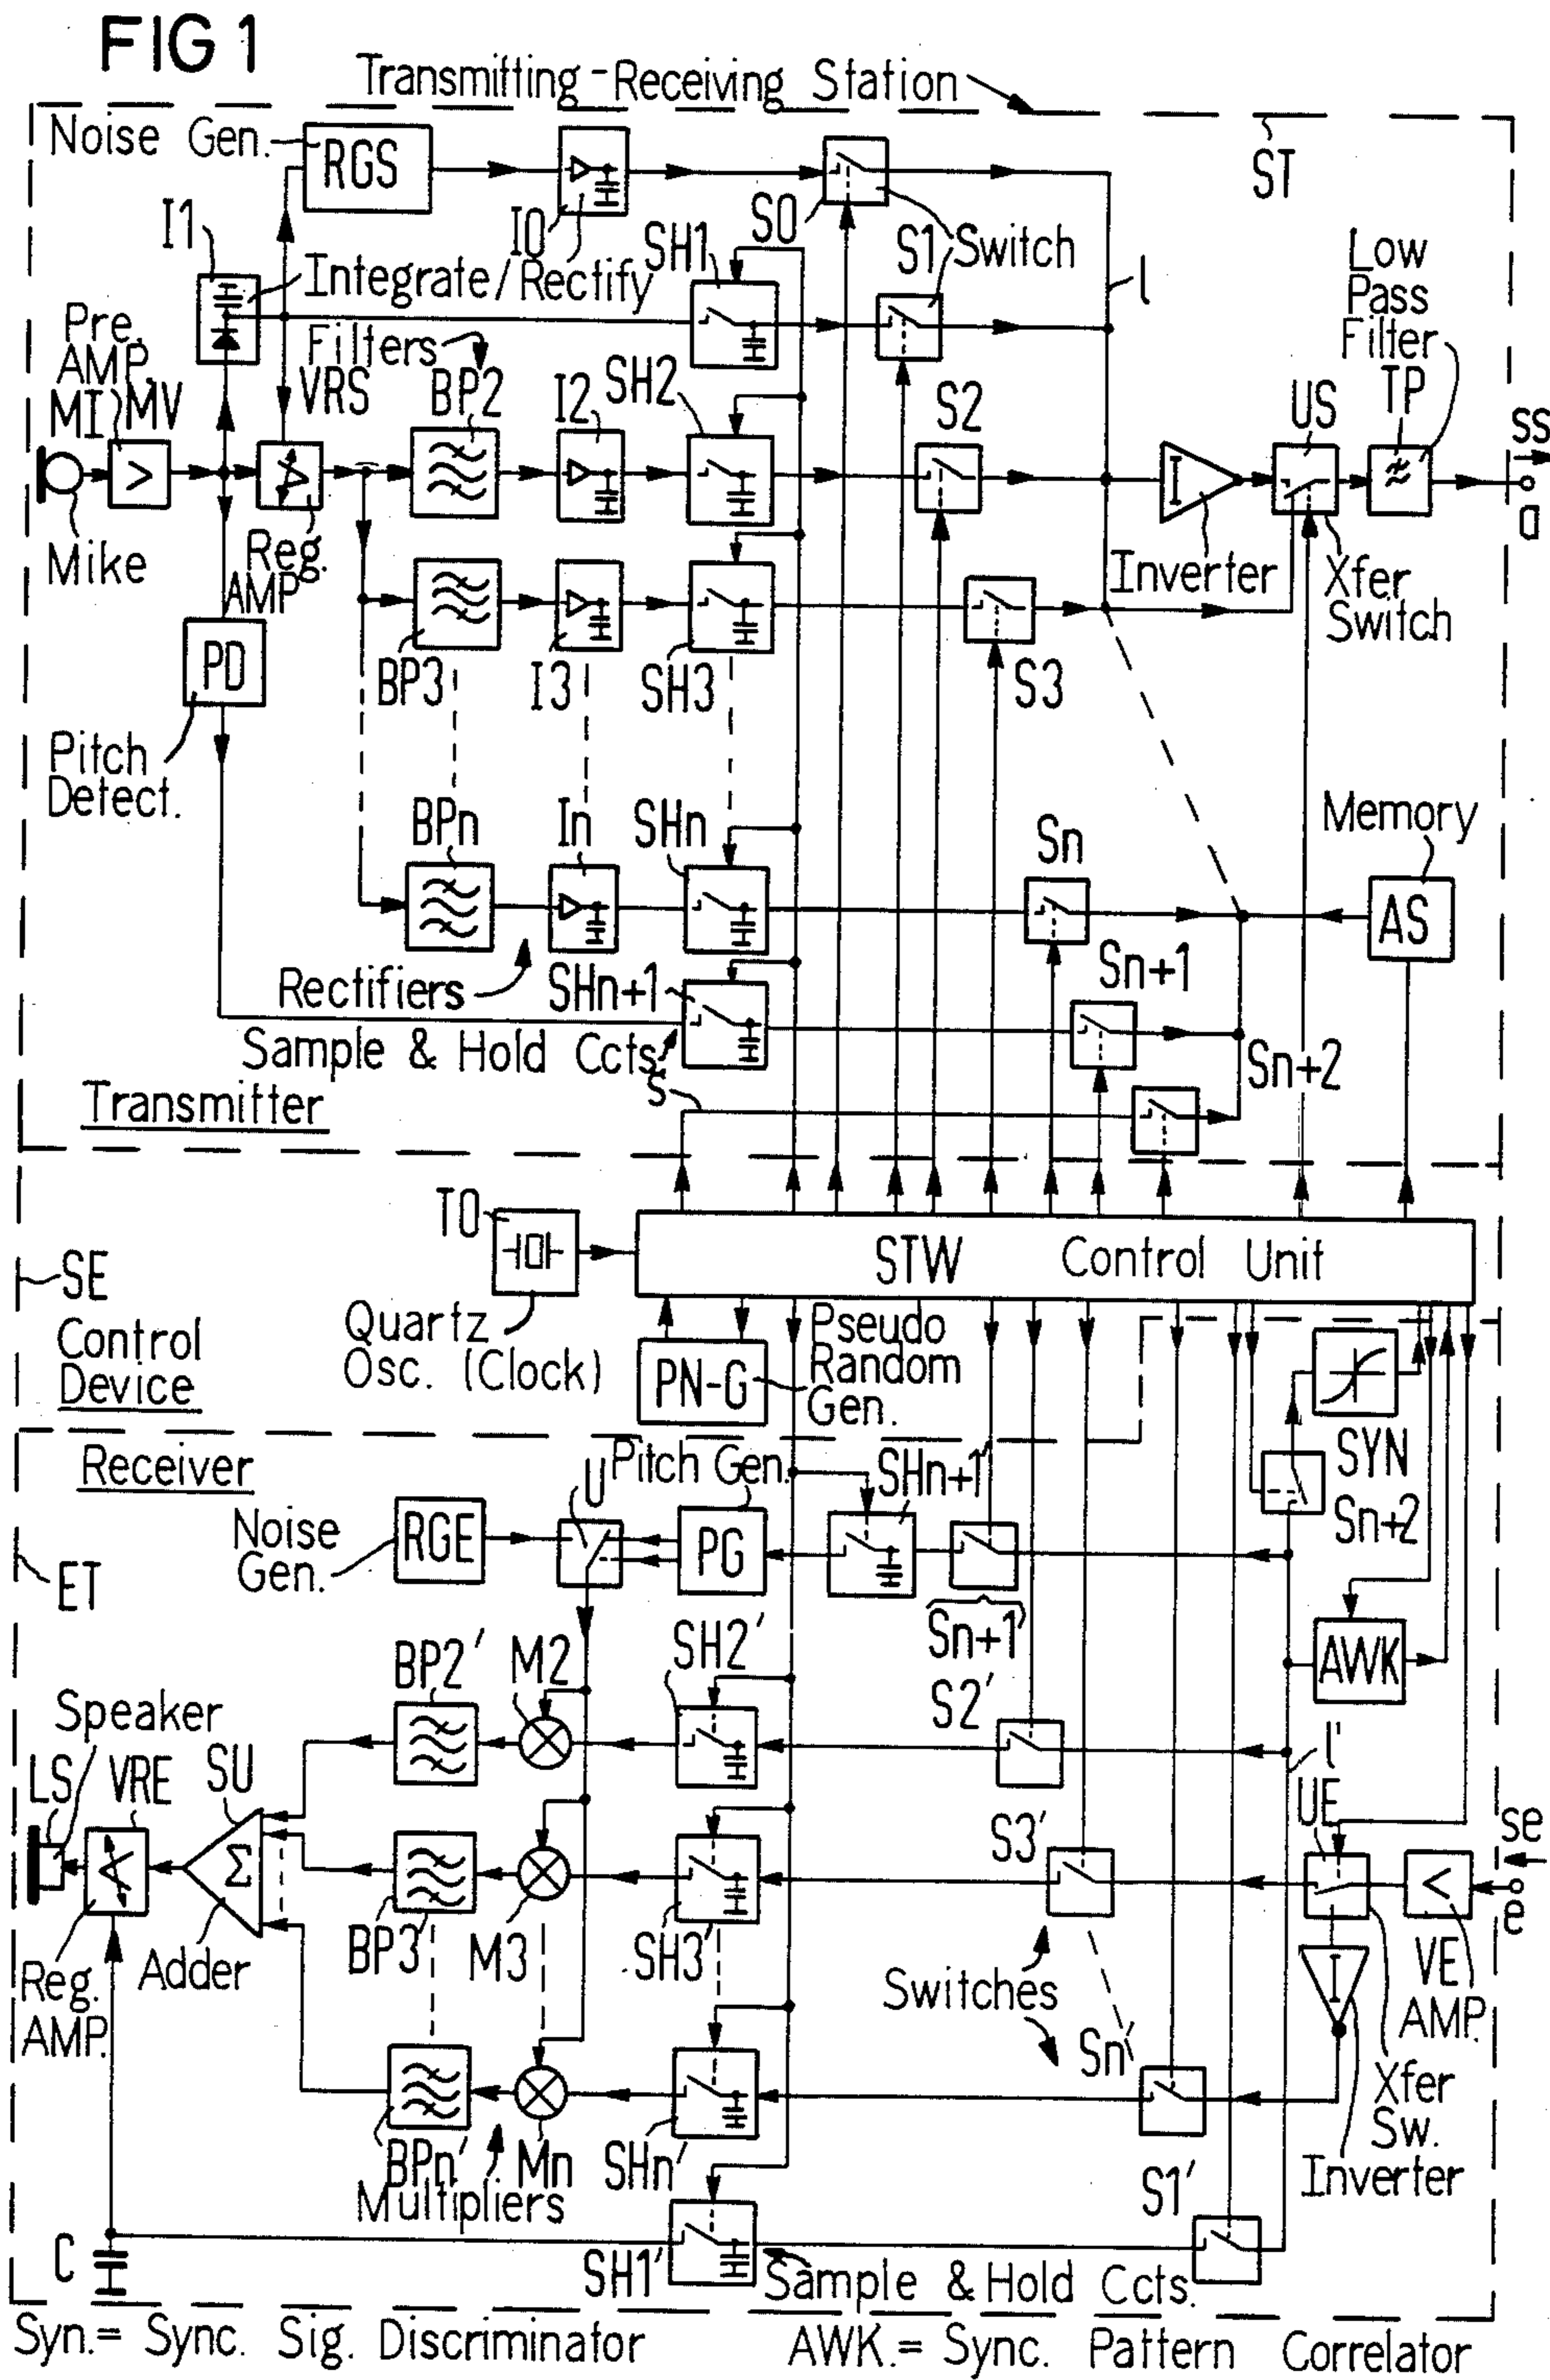 FIG 1
Transmitting-Receiving Station
Noise Gen.
RGS
I0
S0
Switch
ST
I1
Integrate/Rectify
SH1
S1
l
Low
Pass
Filter
TP
Pre.
AMP.
MI
MV
Filters
VRS
BP2
I2
SH2
S2
I
US
ss
a
Mike
Reg.
AMP
Inverter
Xfer
Switch
PD
BP3
I3
SH3
S3
Pitch
Detect.
BPn
In
SHn
Sn
Memory
AS
Rectifiers
SHn+1
Sn+1
Sample & Hold Ccts.
s
Sn+2
Transmitter
TO
STW Control Unit
SE
Quartz
Osc. (Clock)
Control
Device
PN-G
Pseudo
Random
Gen.
Receiver
Pitch Gen.
U
SHn+1'
SYN
Sn+2
Noise
Gen.
RGE
PG
ET
Sn+1'
AWK
BP2'
M2
SH2'
S2'
l'
Speaker
LS
VRE
SU
Σ
S3'
UE
se
e
BP3'
M3
SH3'
Reg.
AMP.
Adder
Switches
I
VE
AMP.
Sn'
Xfer
Sw.
Inverter
BPn'
Mn
SHn'
Multipliers
S1'
C
SH1'
Sample & Hold Ccts.
Syn.= Sync. Sig. Discriminator
AWK.= Sync. Pattern Correlator